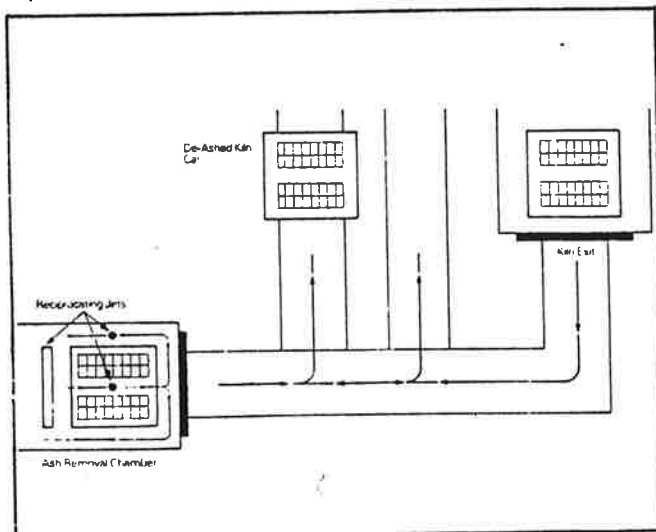 De-Ashed Kiln
Car
Kiln Exit
Reciprocating Jets
Ash Removal Chamber